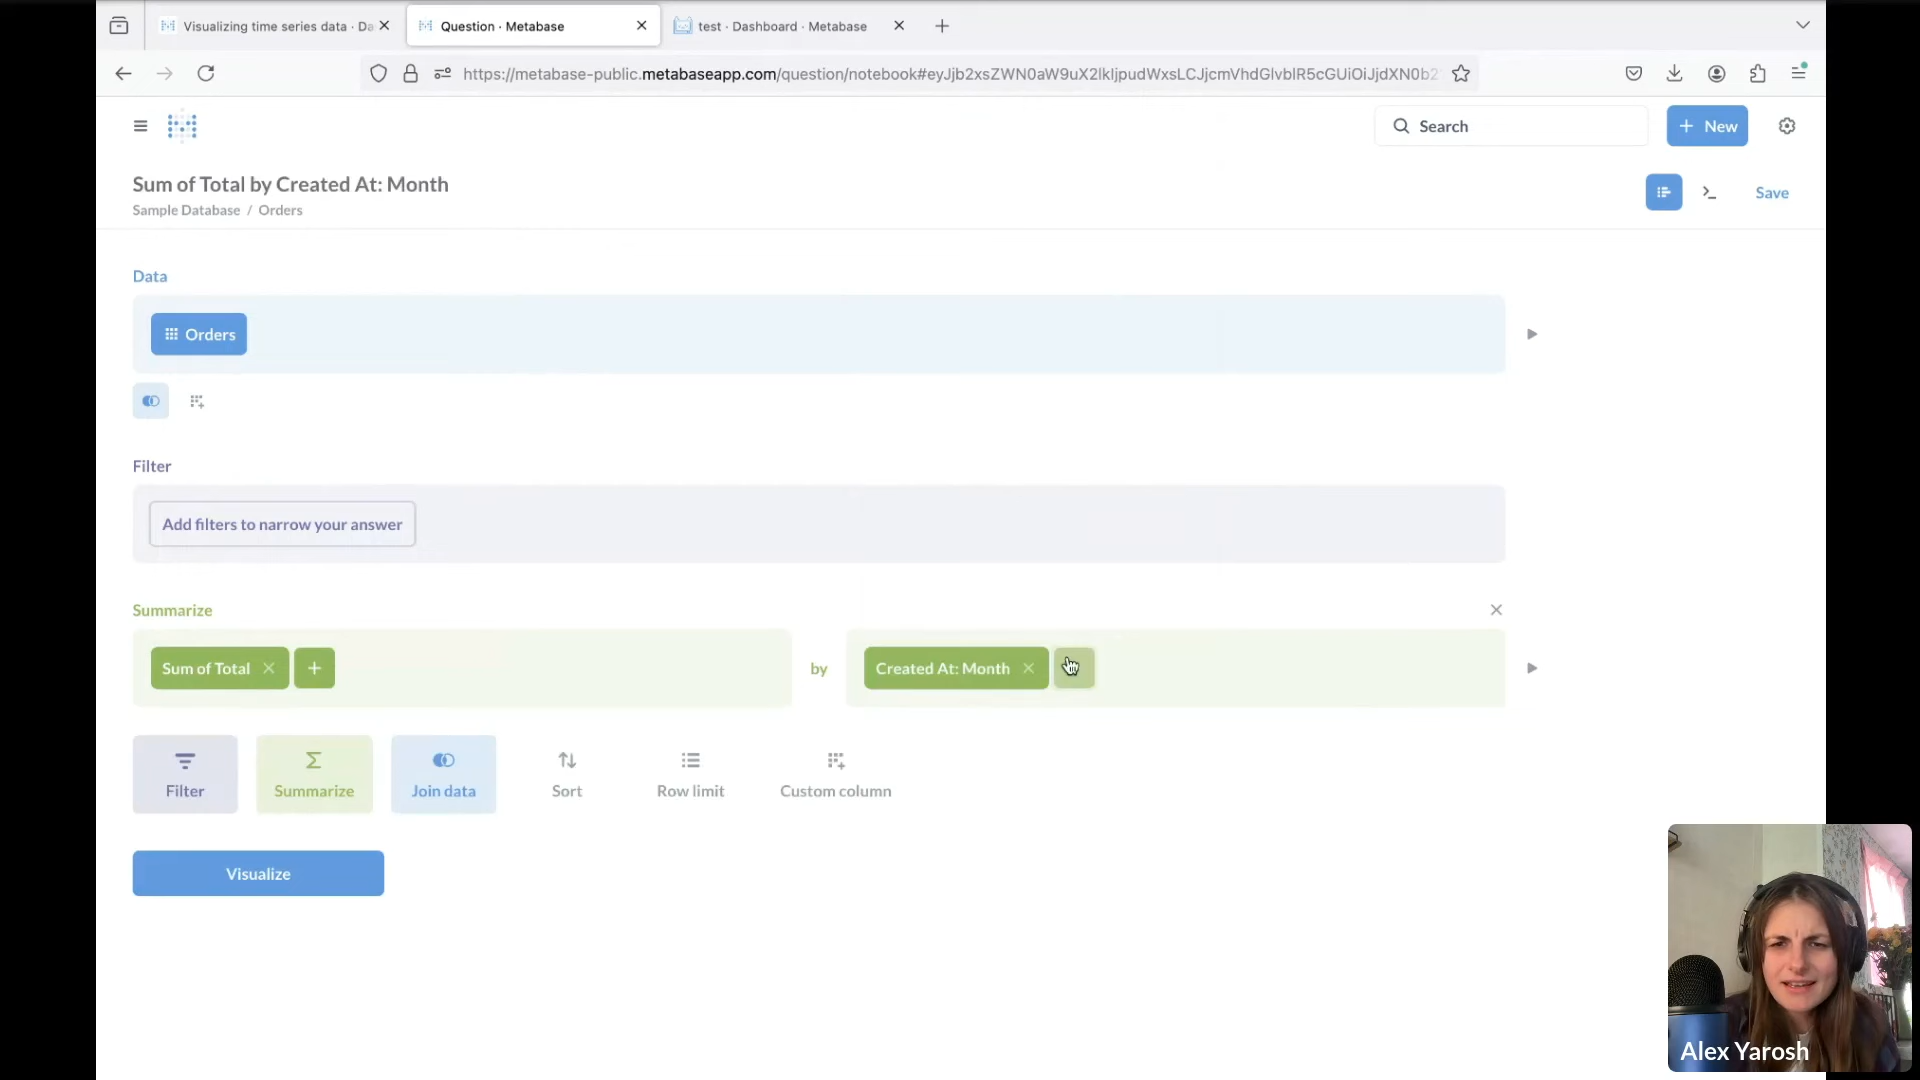 Visualizing time series data · Da
Question · Metabase
test · Dashboard · Metabase
https://metabase-public.metabaseapp.com/question/notebook#eyJjb2xsZWN0aW9uX2lkIjpudWxsLCJjcmVhdGlvblR5cGUiOiJjdXN0b2
Search
+ New
Sum of Total by Created At: Month
Sample Database / Orders
Save
Data
Orders
Filter
Add filters to narrow your answer
Summarize
Sum of Total
by
Created At: Month
Filter
Summarize
Join data
Sort
Row limit
Custom column
Visualize
Alex Yarosh